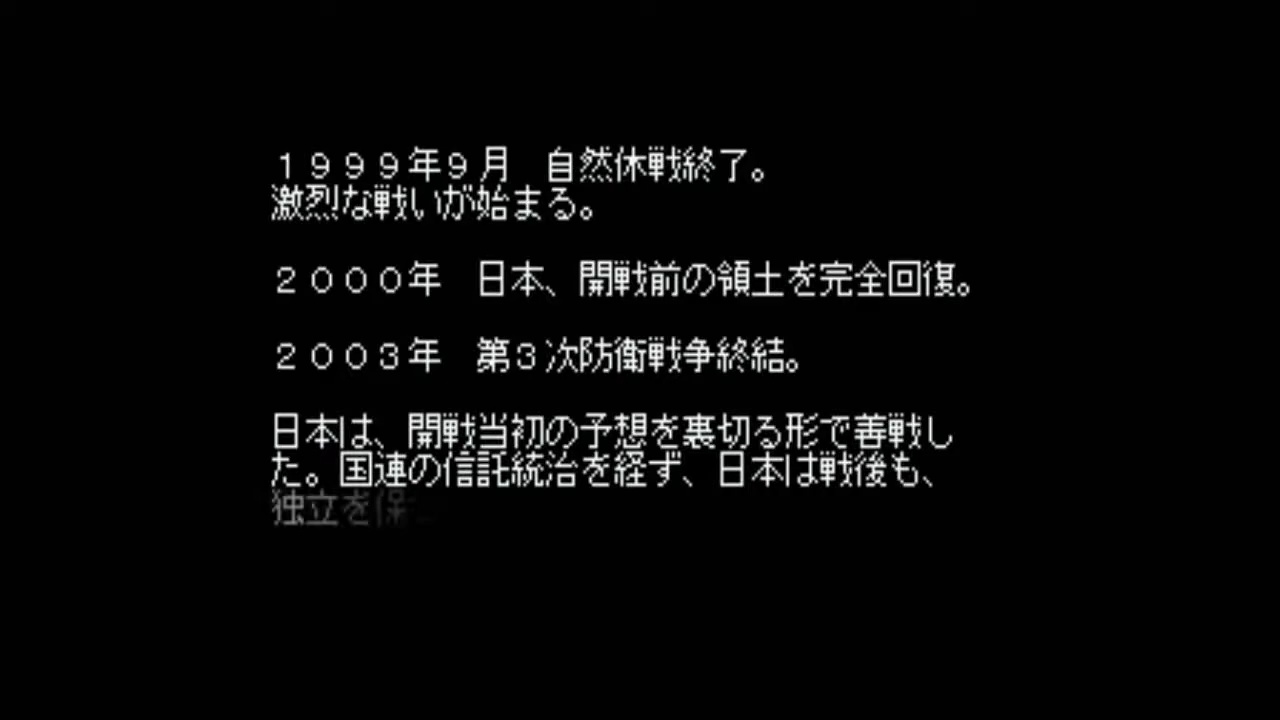 １９９９年９月　自然休戦終了。
激烈な戦いが始まる。
２０００年　日本、開戦前の領土を完全回復。
２００３年　第３次防衛戦争終結。
日本は、開戦当初の予想を裏切る形で善戦し
た。国連の信託統治を経ず、日本は戦後も、
独立を保